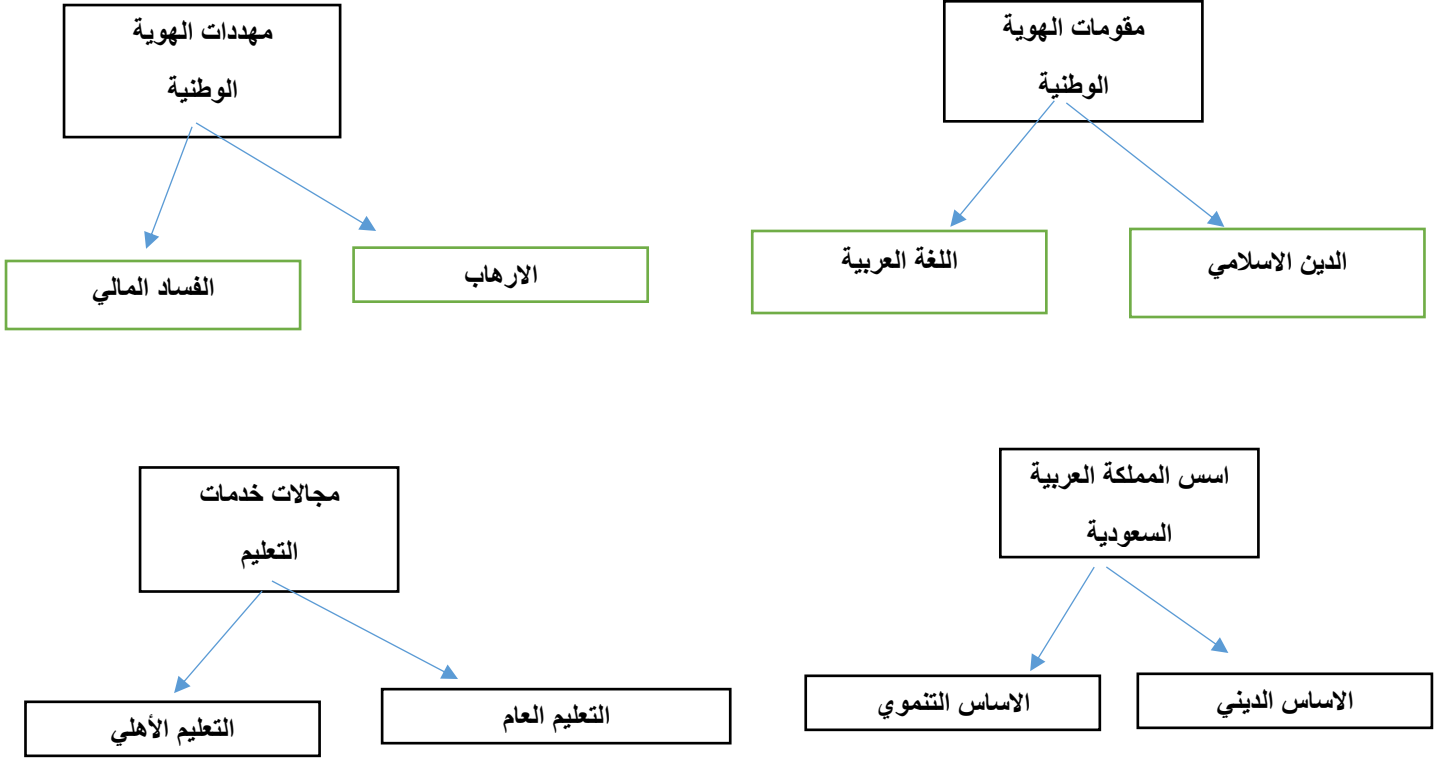 مقومات الهوية
الوطنية
الدين الاسلامي
اللغة العربية
مهددات الهوية
الوطنية
الارهاب
الفساد المالي
اسس المملكة العربية
السعودية
الاساس الديني
الاساس التنموي
مجالات خدمات
التعليم
التعليم العام
التعليم الأهلي